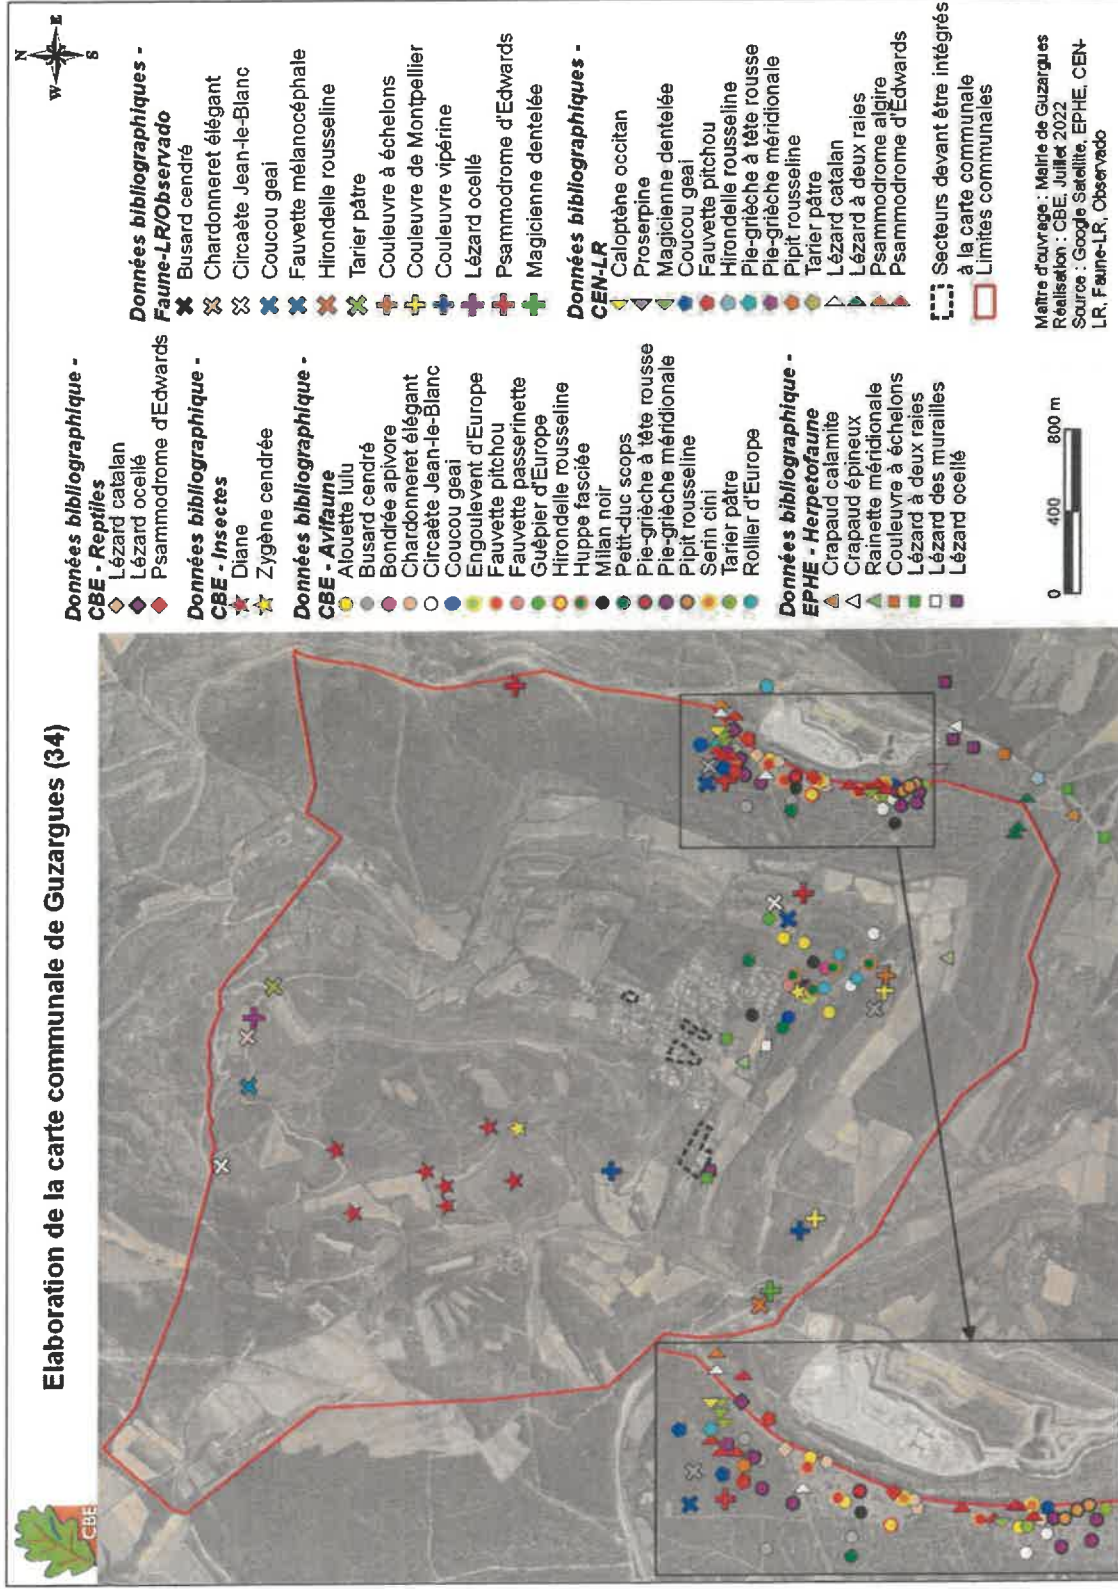 Elaboration de la carte communale de Guzargues (34)
CBE
N
W
E
S
Données bibliographique -
CBE - Reptiles
Lézard catalan
Lézard ocellé
Psammodrome d'Edwards
Données bibliographique -
CBE - Insectes
Diane
Zygène cendrée
Données bibliographique -
CBE - Avifaune
Alouette lulu
Busard cendré
Bondrée apivore
Chardonneret élégant
Circaète Jean-le-Blanc
Coucou geai
Engoulevent d'Europe
Fauvette pitchou
Fauvette passerinette
Guêpier d'Europe
Hirondelle rousseline
Huppe fasciée
Milan noir
Petit-duc scops
Pie-grièche à tête rousse
Pie-grièche méridionale
Pipit rousseline
Serin cini
Tarier pâtre
Rollier d'Europe
Données bibliographique -
EPHE - Herpetofaune
Crapaud calamite
Crapaud épineux
Rainette méridionale
Couleuvre à échelons
Lézard à deux raies
Lézard des murailles
Lézard ocellé
0 400 800 m
Données bibliographiques -
Faune-LR/Observado
Busard cendré
Chardonneret élégant
Circaète Jean-le-Blanc
Coucou geai
Fauvette mélanocéphale
Hirondelle rousseline
Tarier pâtre
Couleuvre à échelons
Couleuvre de Montpellier
Couleuvre vipérine
Lézard ocellé
Psammodrome d'Edwards
Magicienne dentelée
Données bibliographiques -
CEN-LR
Caloptène occitan
Proserpine
Magicienne dentelée
Coucou geai
Fauvette pitchou
Hirondelle rousseline
Pie-grièche à tête rousse
Pie-grièche méridionale
Pipit rousseline
Tarier pâtre
Lézard catalan
Lézard à deux raies
Psammodrome algire
Psammodrome d'Edwards
Secteurs devant être intégrés
à la carte communale
Limites communales
Maître d'ouvrage : Mairie de Guzargues
Réalisation : CBE, Juillet 2022
Source : Google Satellite, EPHE, CEN-
LR, Faune-LR, Observado